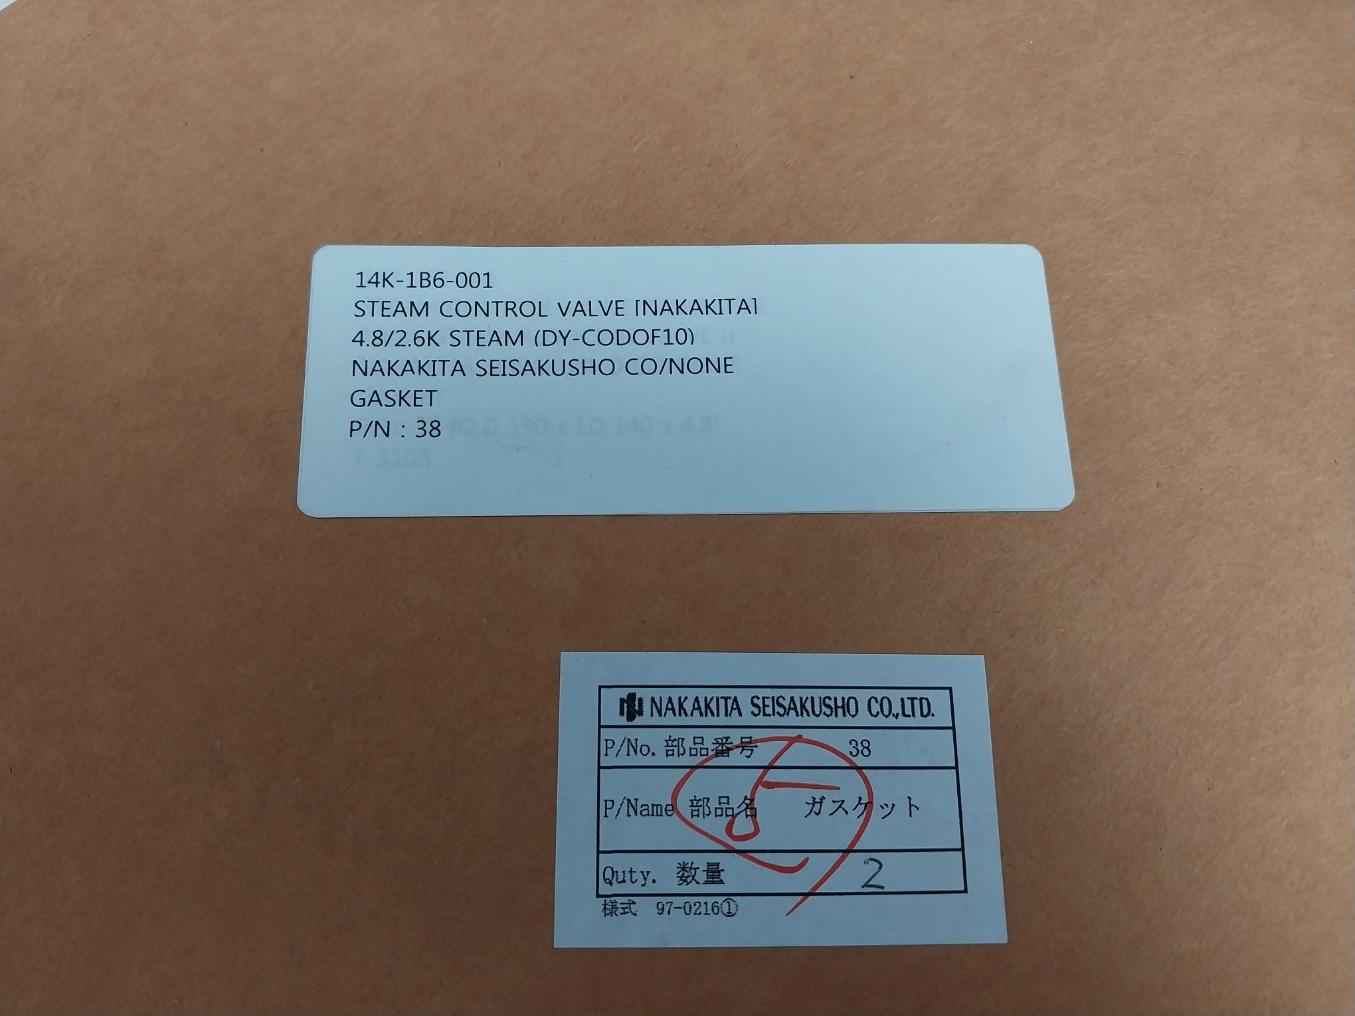 14K-1B6-001
STEAM CONTROL VALVE [NAKAKITA]
4.8/2.6K STEAM (DY-CODOF10)
NAKAKITA SEISAKUSHO CO/NONE
GASKET
P/N : 38
NAKAKITA SEISAKUSHO CO.,LTD.
P/No. 部品番号 38
P/Name 部品名 ガスケット
Quty. 数量 2
様式 97-0216①